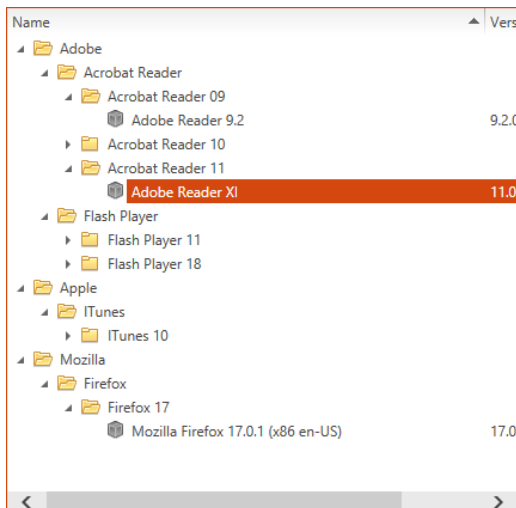 Name Vers
Adobe
Acrobat Reader
Acrobat Reader 09
Adobe Reader 9.2 9.2.0
Acrobat Reader 10
Acrobat Reader 11
Adobe Reader XI 11.0
Flash Player
Flash Player 11
Flash Player 18
Apple
ITunes
ITunes 10
Mozilla
Firefox
Firefox 17
Mozilla Firefox 17.0.1 (x86 en-US) 17.0